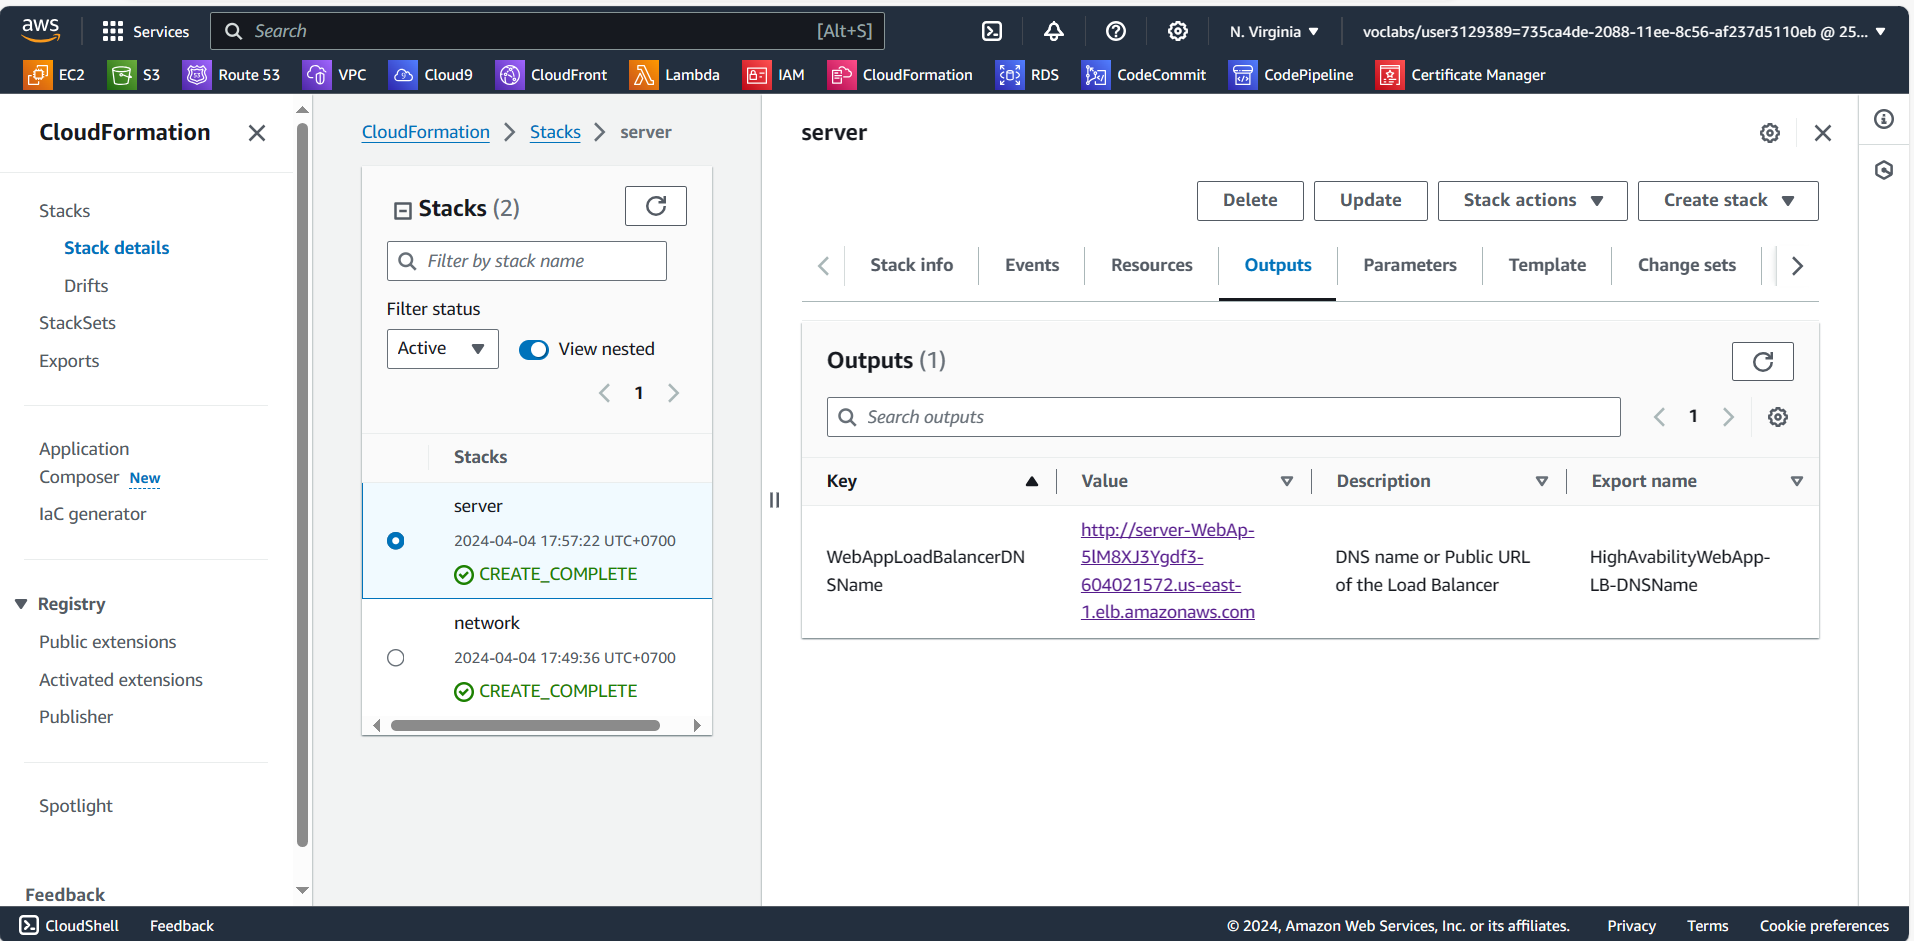 aws
Services
Search
[Alt+S]
N. Virginia
voclabs/user3129389=735ca4de-2088-11ee-8c56-af237d5110eb @ 25...
EC2
S3
Route 53
VPC
Cloud9
CloudFront
Lambda
IAM
CloudFormation
RDS
CodeCommit
CodePipeline
Certificate Manager
CloudFormation
Stacks
Stack details
Drifts
StackSets
Exports
Application
Composer New
IaC generator
Registry
Public extensions
Activated extensions
Publisher
Spotlight
Feedback
CloudFormation
Stacks
server
Stacks (2)
Filter by stack name
Filter status
Active
View nested
1
Stacks
server
2024-04-04 17:57:22 UTC+0700
CREATE_COMPLETE
network
2024-04-04 17:49:36 UTC+0700
CREATE_COMPLETE
server
Delete
Update
Stack actions
Create stack
Stack info
Events
Resources
Outputs
Parameters
Template
Change sets
Outputs (1)
Search outputs
1
Key
Value
Description
Export name
WebAppLoadBalancerDN
SName
http://server-WebAp-
5lM8XJ3Ygdf3-
604021572.us-east-
1.elb.amazonaws.com
DNS name or Public URL
of the Load Balancer
HighAvabilityWebApp-
LB-DNSName
CloudShell
Feedback
© 2024, Amazon Web Services, Inc. or its affiliates.
Privacy
Terms
Cookie preferences